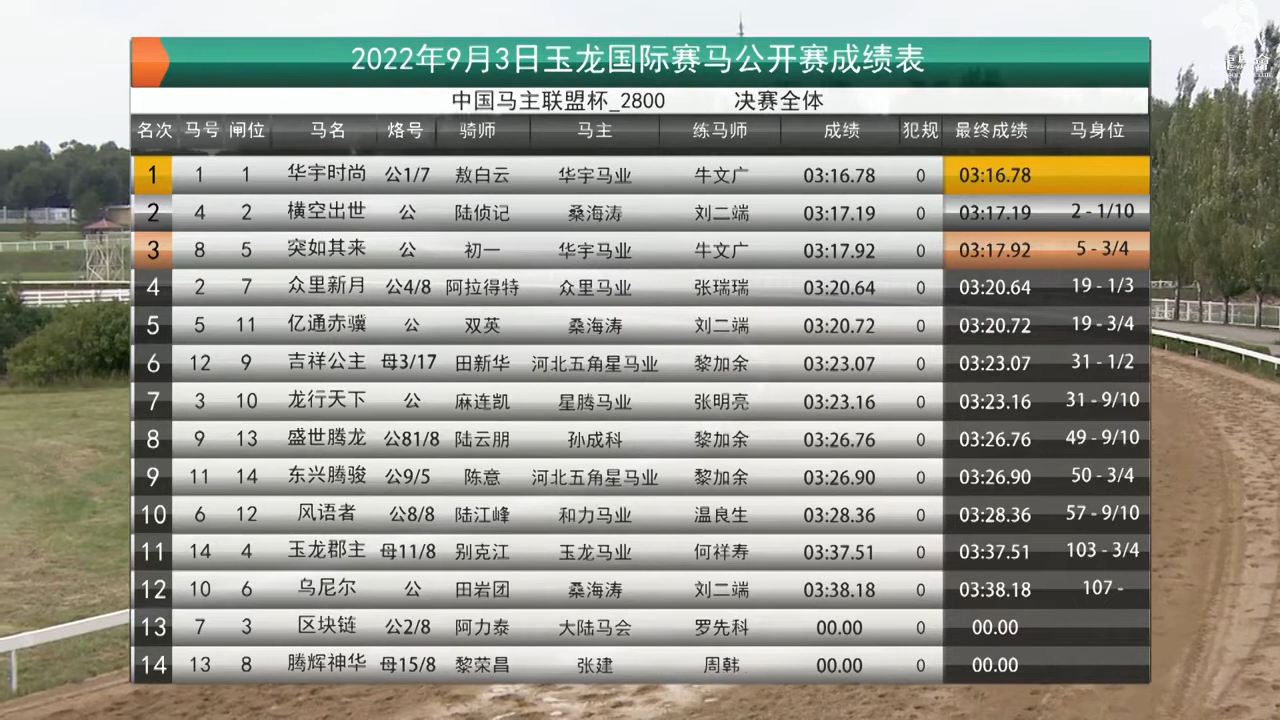 2022年9月3日玉龙国际赛马公开赛成绩表
中国马主联盟杯_2800 决赛全体
名次 马号 闸位 马名 烙号 骑师 马主 练马师 成绩 犯规 最终成绩 马身位
1 1 1 华宇时尚 公1/7 敖白云 华宇马业 牛文广 03:16.78 0 03:16.78
2 4 2 横空出世 公 陆侦记 桑海涛 刘二端 03:17.19 0 03:17.19 2 - 1/10
3 8 5 突如其来 公 初一 华宇马业 牛文广 03:17.92 0 03:17.92 5 - 3/4
4 2 7 众里新月 公4/8 阿拉得特 众里马业 张瑞瑞 03:20.64 0 03:20.64 19 - 1/3
5 5 11 亿通赤骥 公 双英 桑海涛 刘二端 03:20.72 0 03:20.72 19 - 3/4
6 12 9 吉祥公主 母3/17 田新华 河北五角星马业 黎加余 03:23.07 0 03:23.07 31 - 1/2
7 3 10 龙行天下 公 麻连凯 星腾马业 张明亮 03:23.16 0 03:23.16 31 - 9/10
8 9 13 盛世腾龙 公81/8 陆云朋 孙成科 黎加余 03:26.76 0 03:26.76 49 - 9/10
9 11 14 东兴腾骏 公9/5 陈意 河北五角星马业 黎加余 03:26.90 0 03:26.90 50 - 3/4
10 6 12 风语者 公8/8 陆江峰 和力马业 温良生 03:28.36 0 03:28.36 57 - 9/10
11 14 4 玉龙郡主 母11/8 别克江 玉龙马业 何祥寿 03:37.51 0 03:37.51 103 - 3/4
12 10 6 乌尼尔 公 田岩团 桑海涛 刘二端 03:38.18 0 03:38.18 107 -
13 7 3 区块链 公2/8 阿力泰 大陆马会 罗先科 00.00 0 00.00
14 13 8 腾辉神华 母15/8 黎荣昌 张建 周韩 00.00 0 00.00